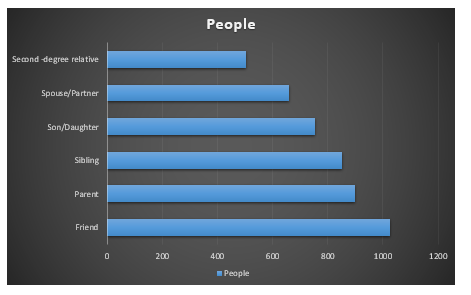 People
Second -degree relative
Spouse/Partner
Son/Daughter
Sibling
Parent
Friend
0 200 400 600 800 1000 1200
People